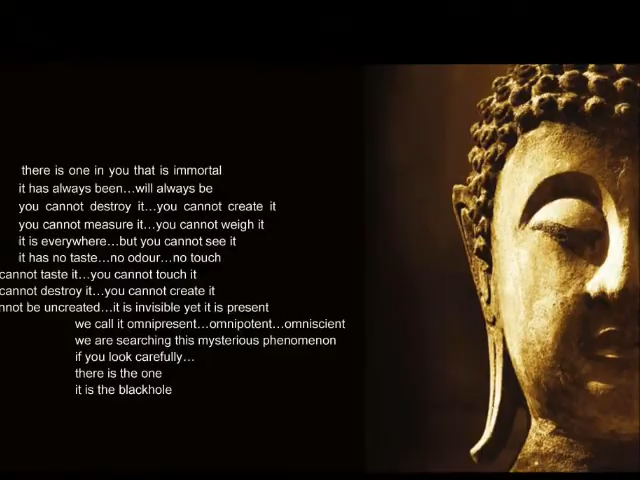 there is one in you that is immortal
it has always been...will always be
you cannot destroy it...you cannot create it
you cannot measure it...you cannot weigh it
it is everywhere...but you cannot see it
it has no taste...no odour...no touch
cannot taste it...you cannot touch it
cannot destroy it...you cannot create it
nnot be uncreated...it is invisible yet it is present
we call it omnipresent...omnipotent...omniscient
we are searching this mysterious phenomenon
if you look carefully...
there is the one
it is the blackhole